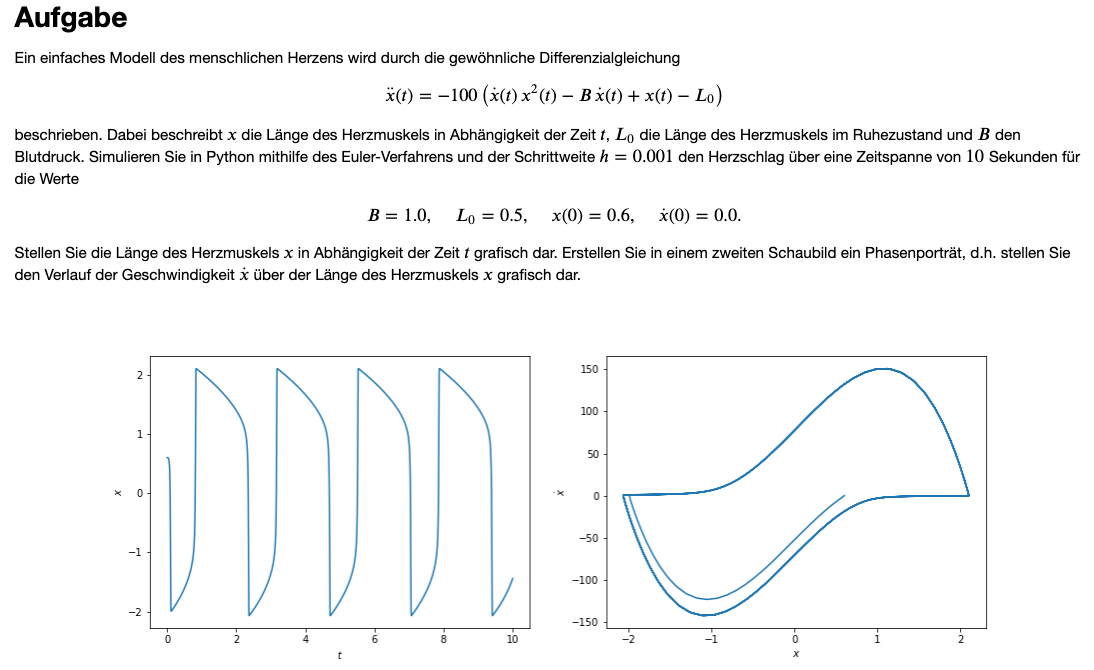 Aufgabe
Ein einfaches Modell des menschlichen Herzens wird durch die gewöhnliche Differenzialgleichung
ẍ(t) = −100 (ẋ(t) x²(t) − B ẋ(t) + x(t) − L₀)
beschrieben. Dabei beschreibt x die Länge des Herzmuskels in Abhängigkeit der Zeit t, L₀ die Länge des Herzmuskels im Ruhezustand und B den
Blutdruck. Simulieren Sie in Python mithilfe des Euler-Verfahrens und der Schrittweite h = 0.001 den Herzschlag über eine Zeitspanne von 10 Sekunden für
die Werte
B = 1.0, L₀ = 0.5, x(0) = 0.6, ẋ(0) = 0.0.
Stellen Sie die Länge des Herzmuskels x in Abhängigkeit der Zeit t grafisch dar. Erstellen Sie in einem zweiten Schaubild ein Phasenporträt, d.h. stellen Sie
den Verlauf der Geschwindigkeit ẋ über der Länge des Herzmuskels x grafisch dar.
2
1
0
−1
−2
x
0 2 4 6 8 10
t
150
100
50
0
−50
−100
−150
ẋ
−2 −1 0 1 2
x